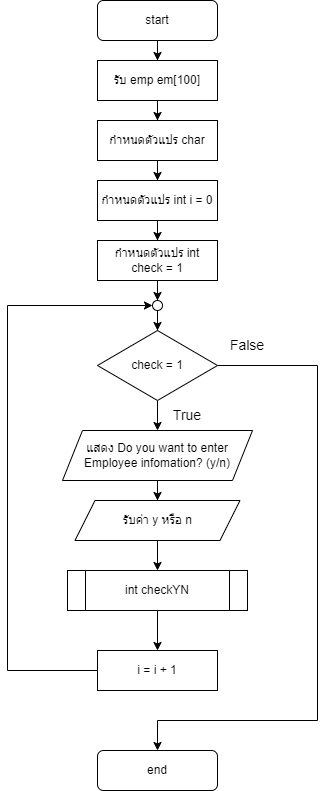 start
รับ emp em[100]
กำหนดตัวแปร char
กำหนดตัวแปร int i = 0
กำหนดตัวแปร int
check = 1
check = 1
False
True
แสดง Do you want to enter
Employee infomation? (y/n)
รับค่า y หรือ n
int checkYN
i = i + 1
end